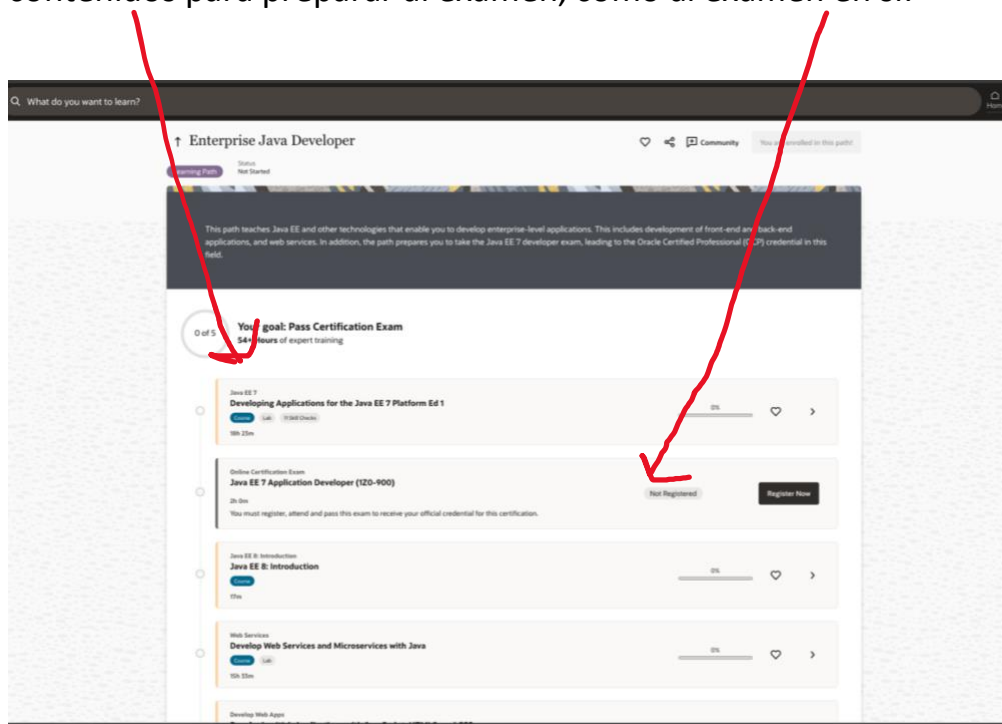 contenidos para preparar al examen, como al examen en sí.
What do you want to learn?
Home
↑ Enterprise Java Developer
Community
You are enrolled in this path!
Learning Path
Status
Not Started
This path teaches Java EE and other technologies that enable you to develop enterprise-level applications. This includes development of front-end and back-end
applications, and web services. In addition, the path prepares you to take the Java EE 7 developer exam, leading to the Oracle Certified Professional (OCP) credential in this
field.
0 of 5
Your goal: Pass Certification Exam
54+ Hours of expert training
Java EE 7
Developing Applications for the Java EE 7 Platform Ed 1
Course Lab 11 Skill Checks
0%
18h 25m
Online Certification Exam
Java EE 7 Application Developer (1Z0-900)
Not Registered
Register Now
2h 0m
You must register, attend and pass this exam to receive your official credential for this certification.
Java EE 8: Introduction
Java EE 8: Introduction
Course
0%
17m
Web Services
Develop Web Services and Microservices with Java
Course Lab
0%
15h 33m
Develop Web Apps